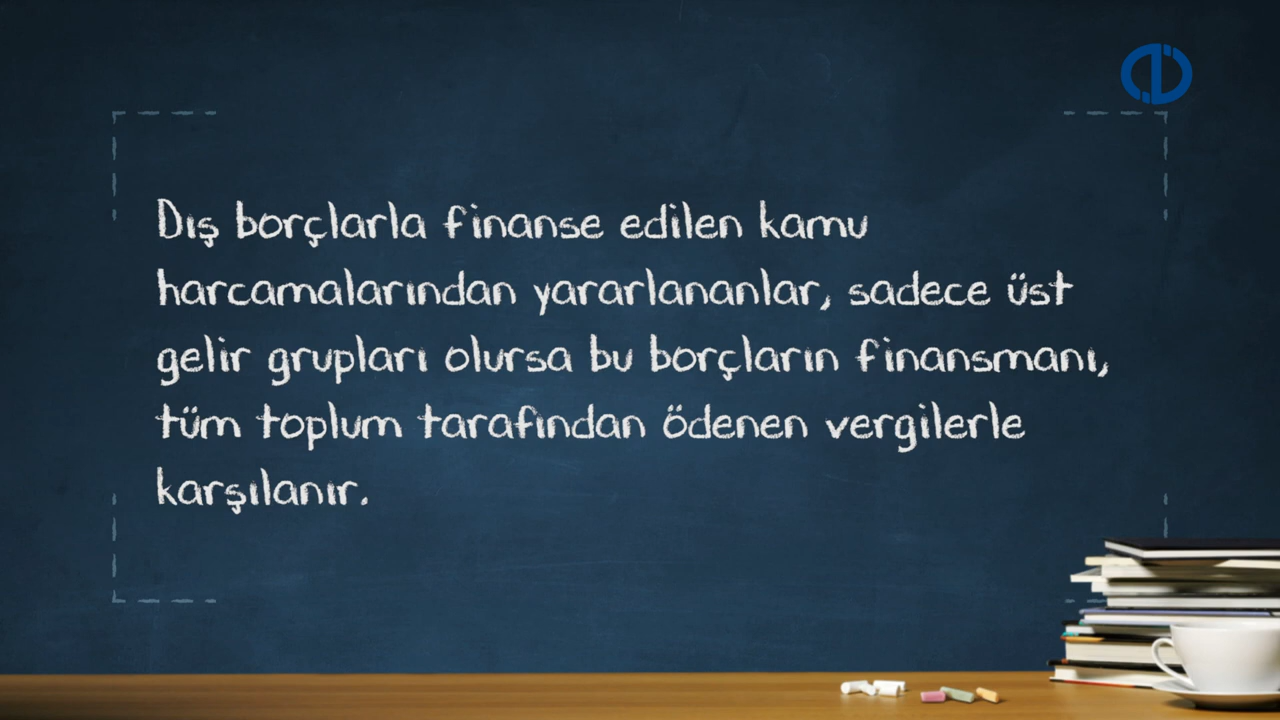 Dış borçlarla finanse edilen kamu
harcamalarından yararlananlar, sadece üst
gelir grupları olursa bu borçların finansmanı,
tüm toplum tarafından ödenen vergilerle
karşılanır.